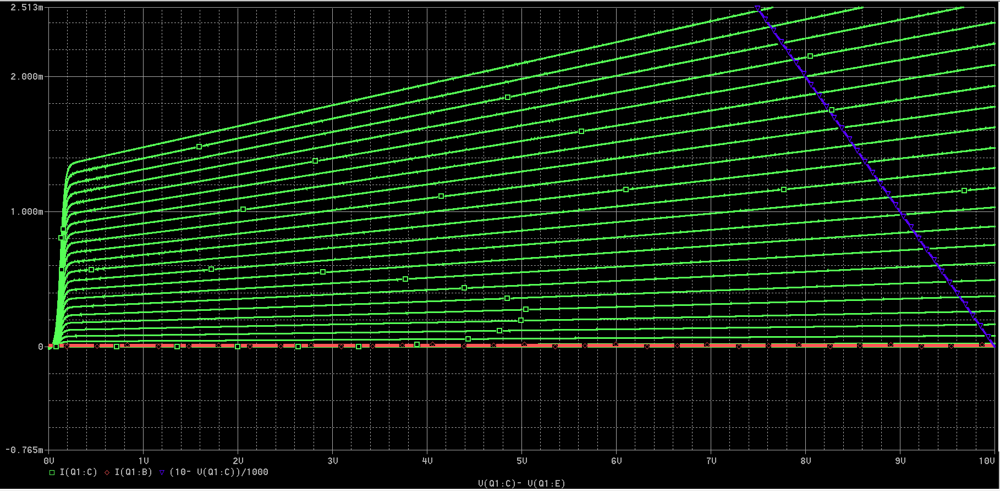 2.513m
2.000m
1.000m
0
-0.765m
0V 1V 2V 3V 4V 5V 6V 7V 8V 9V 10V
I(Q1:C) I(Q1:B) (10- V(Q1:C))/1000
V(Q1:C)- V(Q1:E)